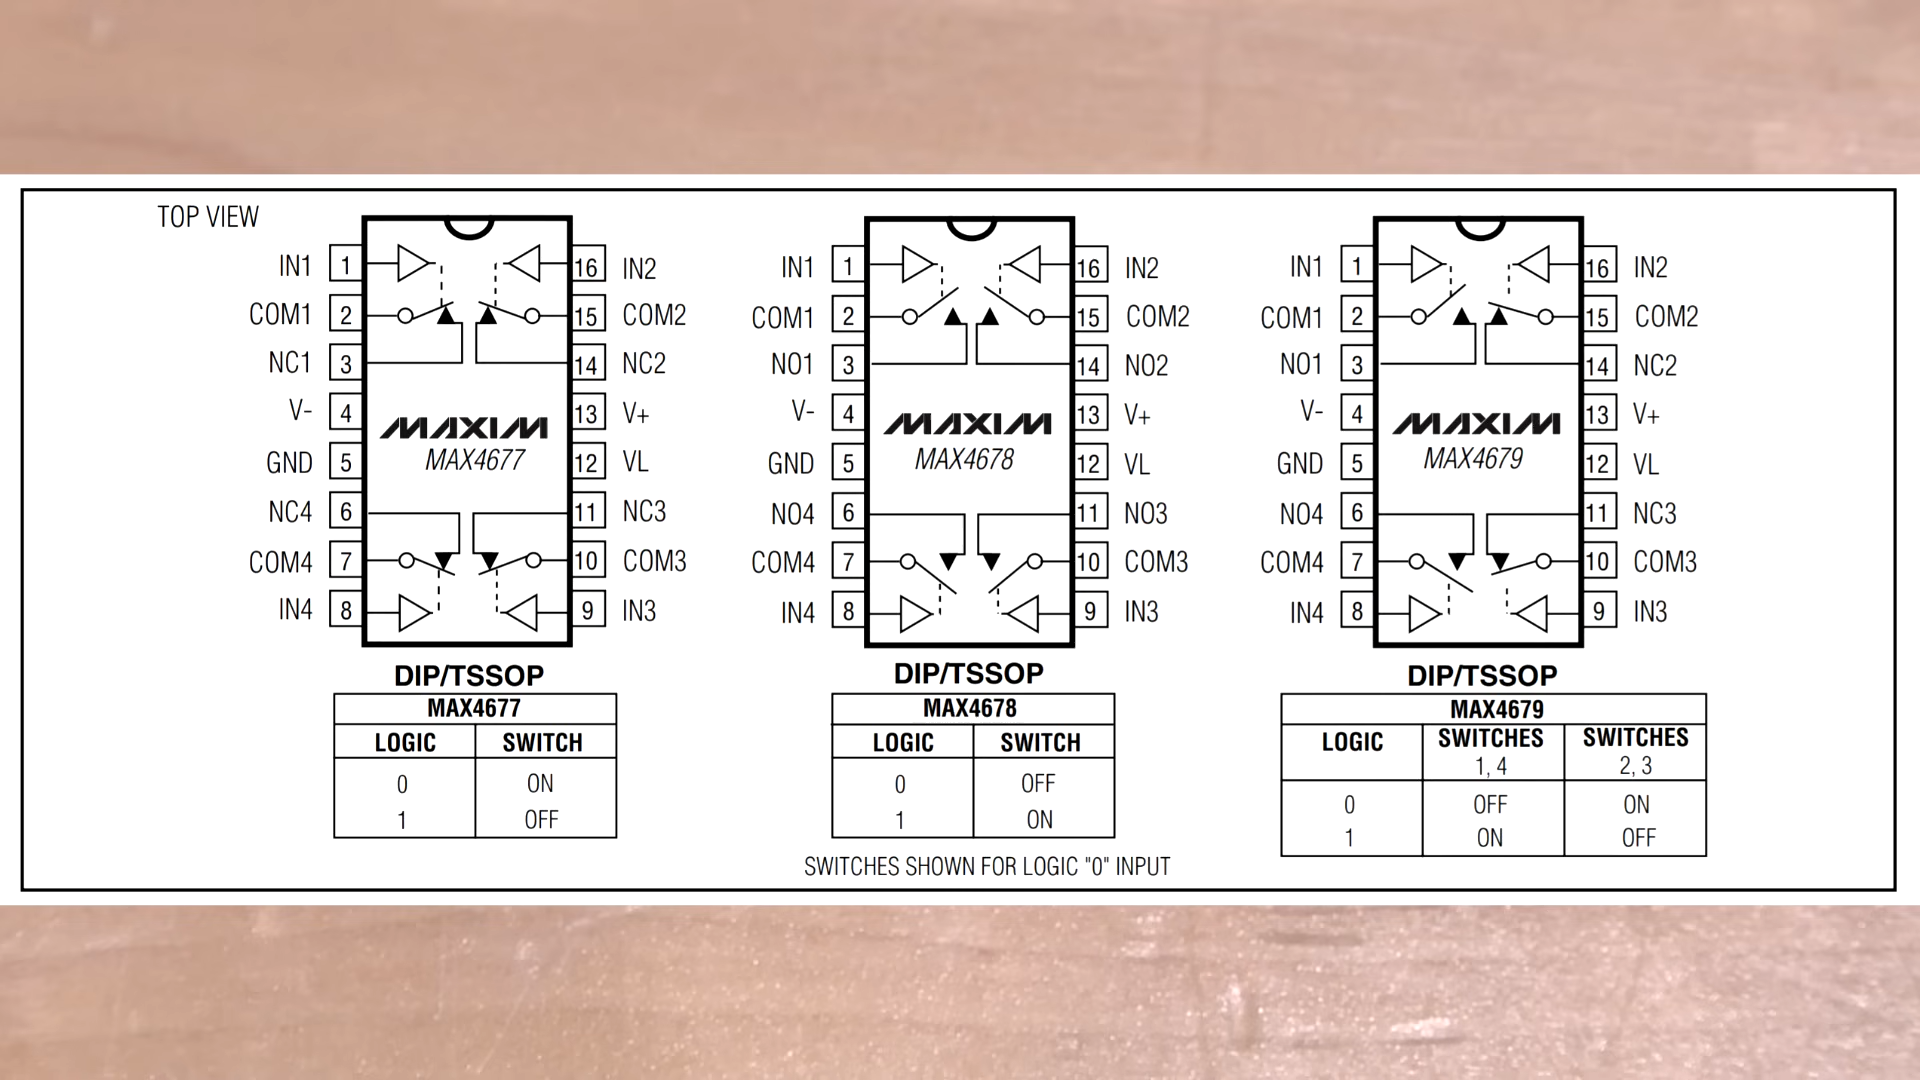 TOP VIEW
IN1 1 16 IN2
COM1 2 15 COM2
NC1 3 14 NC2
V- 4 13 V+
MAXIM
MAX4677
GND 5 12 VL
NC4 6 11 NC3
COM4 7 10 COM3
IN4 8 9 IN3
DIP/TSSOP
MAX4677
LOGIC SWITCH
0 ON
1 OFF
IN1 1 16 IN2
COM1 2 15 COM2
NO1 3 14 NO2
V- 4 13 V+
MAXIM
MAX4678
GND 5 12 VL
NO4 6 11 NO3
COM4 7 10 COM3
IN4 8 9 IN3
DIP/TSSOP
MAX4678
LOGIC SWITCH
0 OFF
1 ON
IN1 1 16 IN2
COM1 2 15 COM2
NO1 3 14 NC2
V- 4 13 V+
MAXIM
MAX4679
GND 5 12 VL
NO4 6 11 NC3
COM4 7 10 COM3
IN4 8 9 IN3
DIP/TSSOP
MAX4679
LOGIC SWITCHES 1, 4 SWITCHES 2, 3
0 OFF ON
1 ON OFF
SWITCHES SHOWN FOR LOGIC "0" INPUT